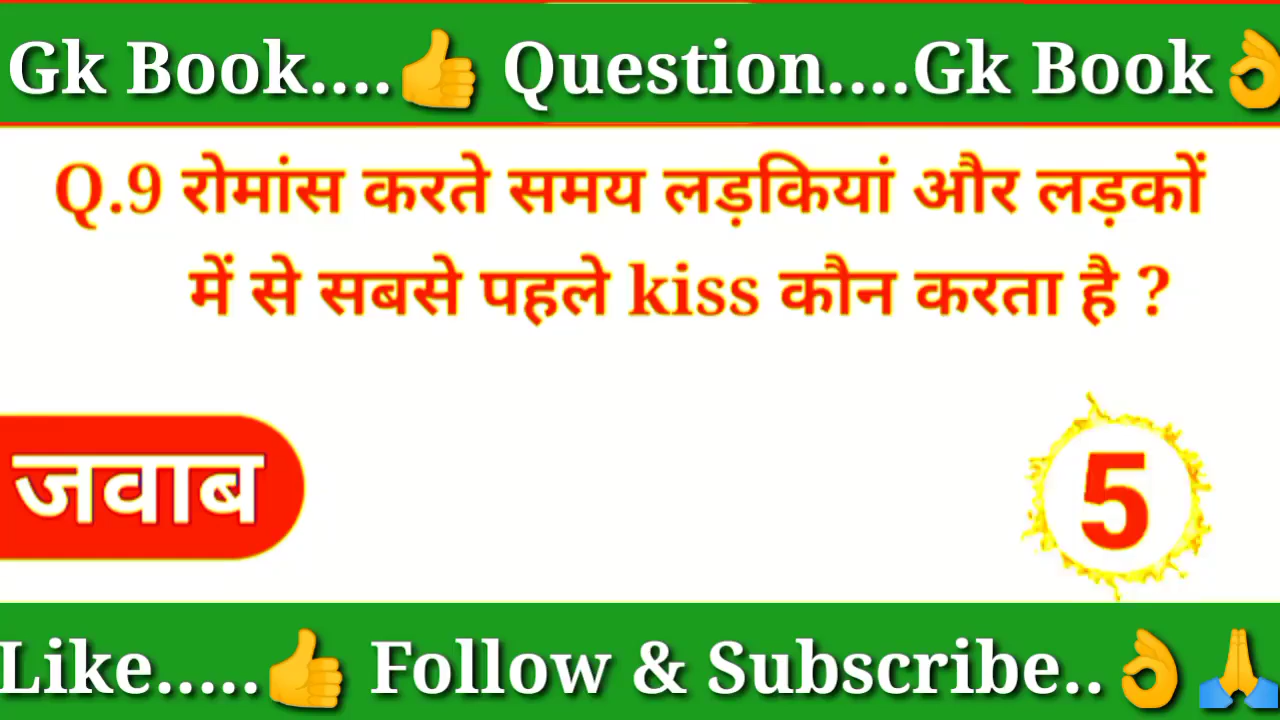 Gk Book....👍 Question....Gk Book👌
Q.9 रोमांस करते समय लड़कियां और लड़कों
में से सबसे पहले kiss कौन करता है ?
जवाब
5
Like.....👍 Follow & Subscribe..👌🙏